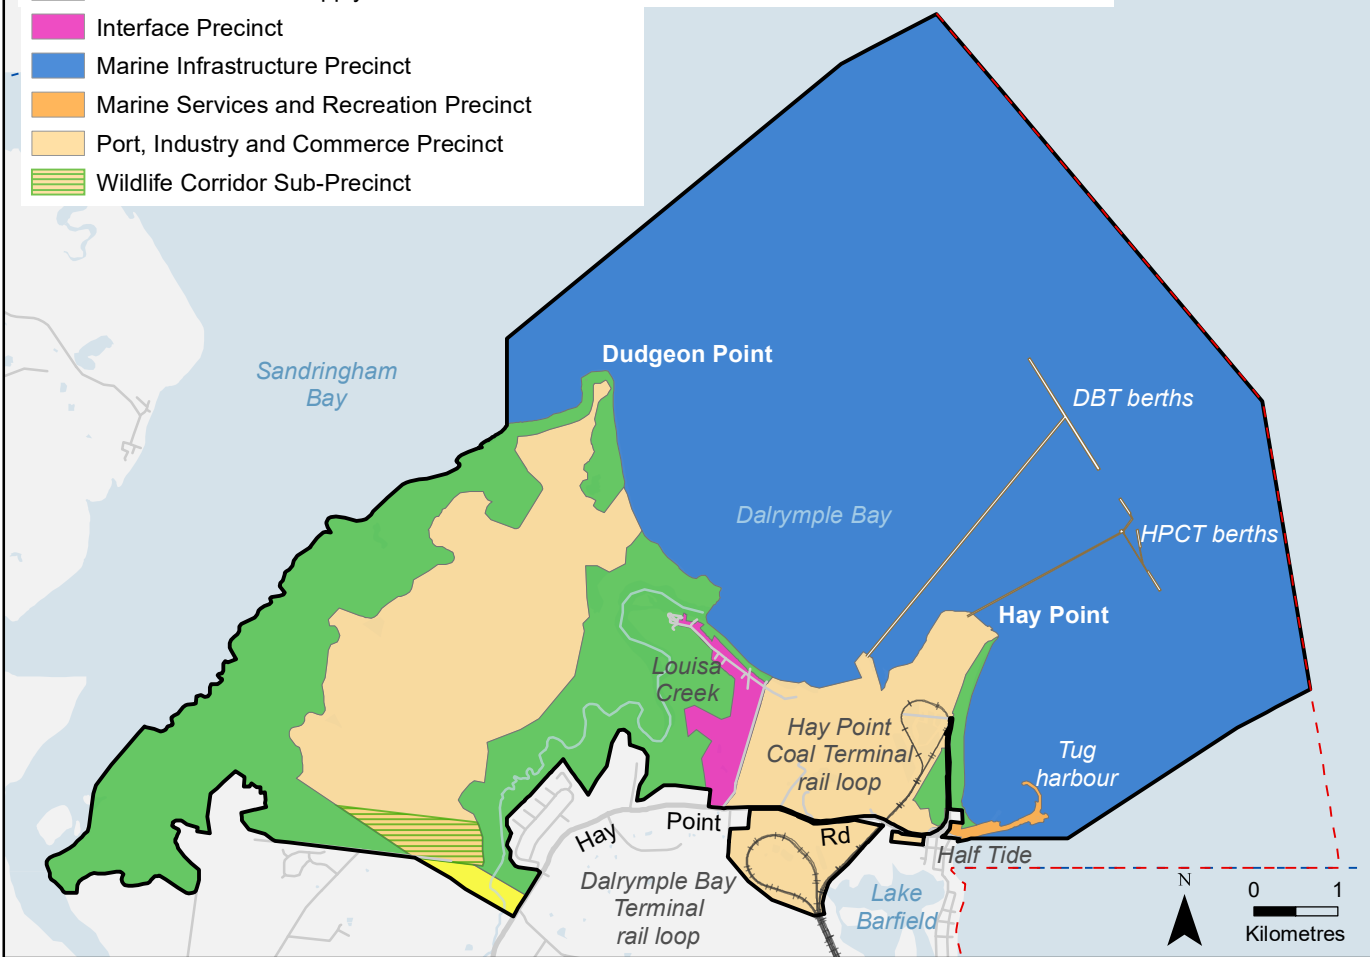 Interface Precinct
Marine Infrastructure Precinct
Marine Services and Recreation Precinct
Port, Industry and Commerce Precinct
Wildlife Corridor Sub-Precinct
Dudgeon Point
Sandringham
Bay
DBT berths
Dalrymple Bay
HPCT berths
Hay Point
Louisa
Creek
Hay Point
Coal Terminal
rail loop
Tug
harbour
Hay
Point
Rd
Half Tide
Dalrymple Bay
Terminal
rail loop
Lake
Barfield
N
0 1
Kilometres